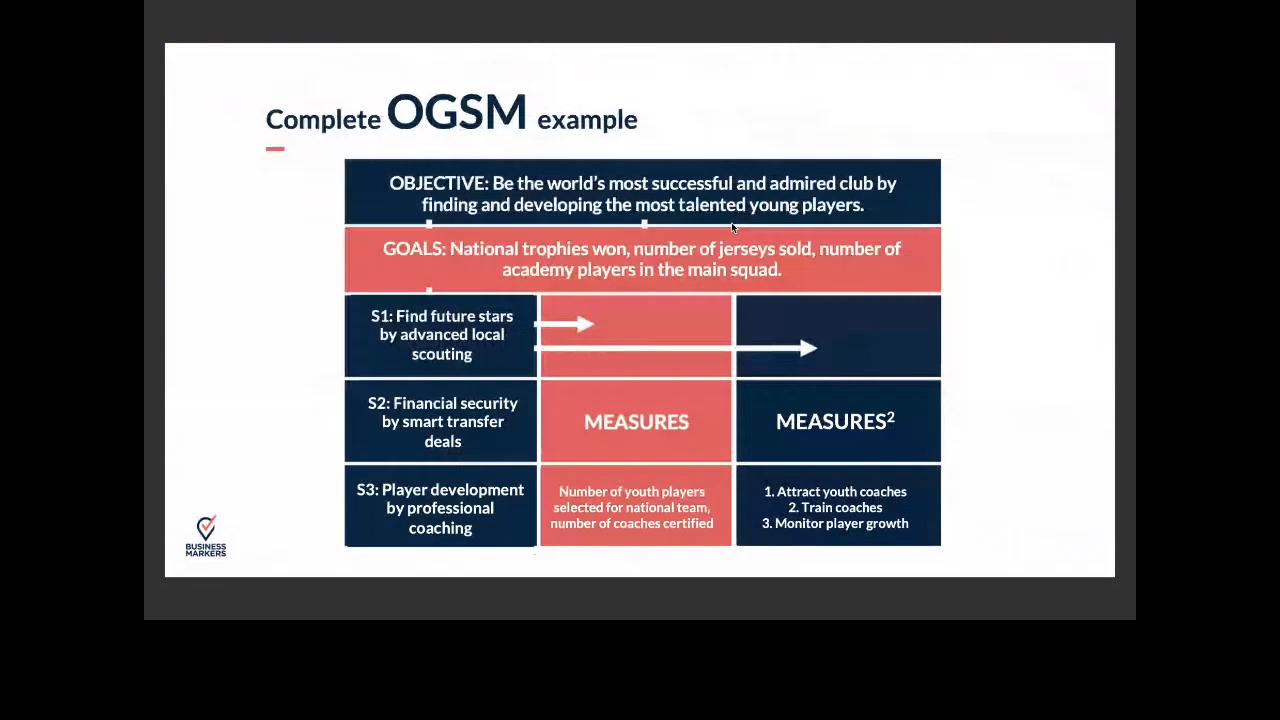 Complete OGSM example
OBJECTIVE: Be the world's most successful and admired club by
finding and developing the most talented young players.
GOALS: National trophies won, number of jerseys sold, number of
academy players in the main squad.
S1: Find future stars
by advanced local
scouting
S2: Financial security
by smart transfer
deals
MEASURES
MEASURES²
S3: Player development
by professional
coaching
Number of youth players
selected for national team,
number of coaches certified
1. Attract youth coaches
2. Train coaches
3. Monitor player growth
BUSINESS
MARKERS